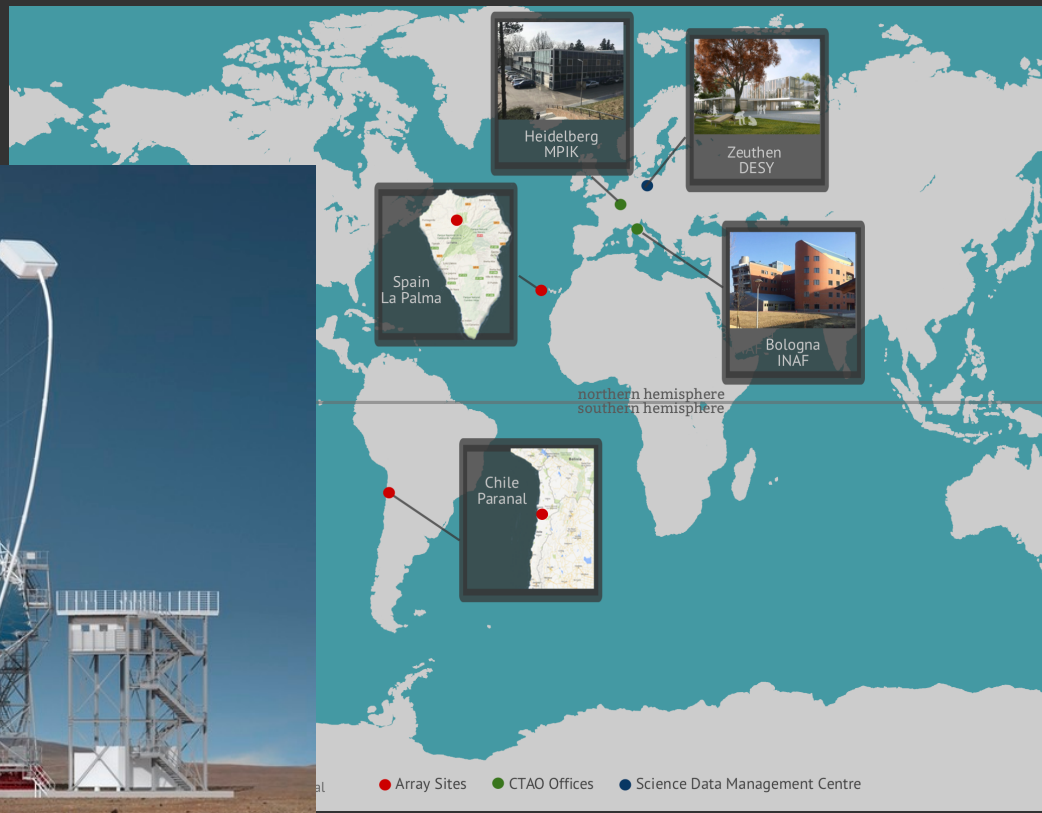 Heidelberg
MPIK
Zeuthen
DESY
Spain
La Palma
Bologna
INAF
northern hemisphere
southern hemisphere
Chile
Paranal
al
Array Sites
CTAO Offices
Science Data Management Centre